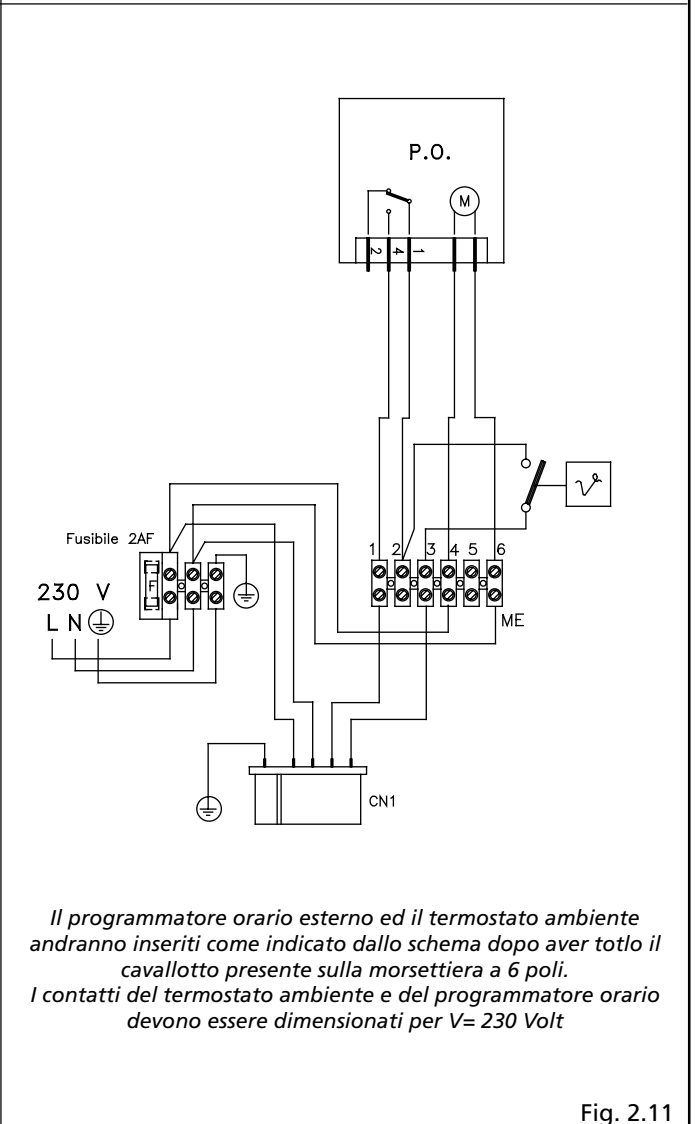 P.O.
M
2 4 1
Fusibile 2AF
F
230 V
L N
1 2 3 4 5 6
ME
CN1
Il programmatore orario esterno ed il termostato ambiente
andranno inseriti come indicato dallo schema dopo aver totlo il
cavallotto presente sulla morsettiera a 6 poli.
I contatti del termostato ambiente e del programmatore orario
devono essere dimensionati per V= 230 Volt
Fig. 2.11